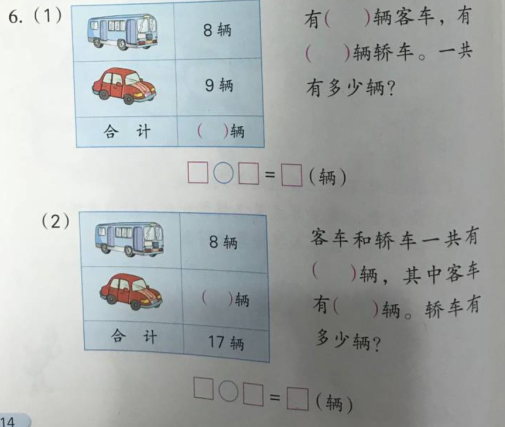 6. (1)
8 辆
9 辆
合 计 ( )辆
有( )辆客车，有
( )辆轿车。一共
有多少辆？
□○□=□(辆)
(2)
8 辆
( )辆
合 计 17 辆
客车和轿车一共有
( )辆，其中客车
有( )辆。轿车有
多少辆？
□○□=□(辆)
14